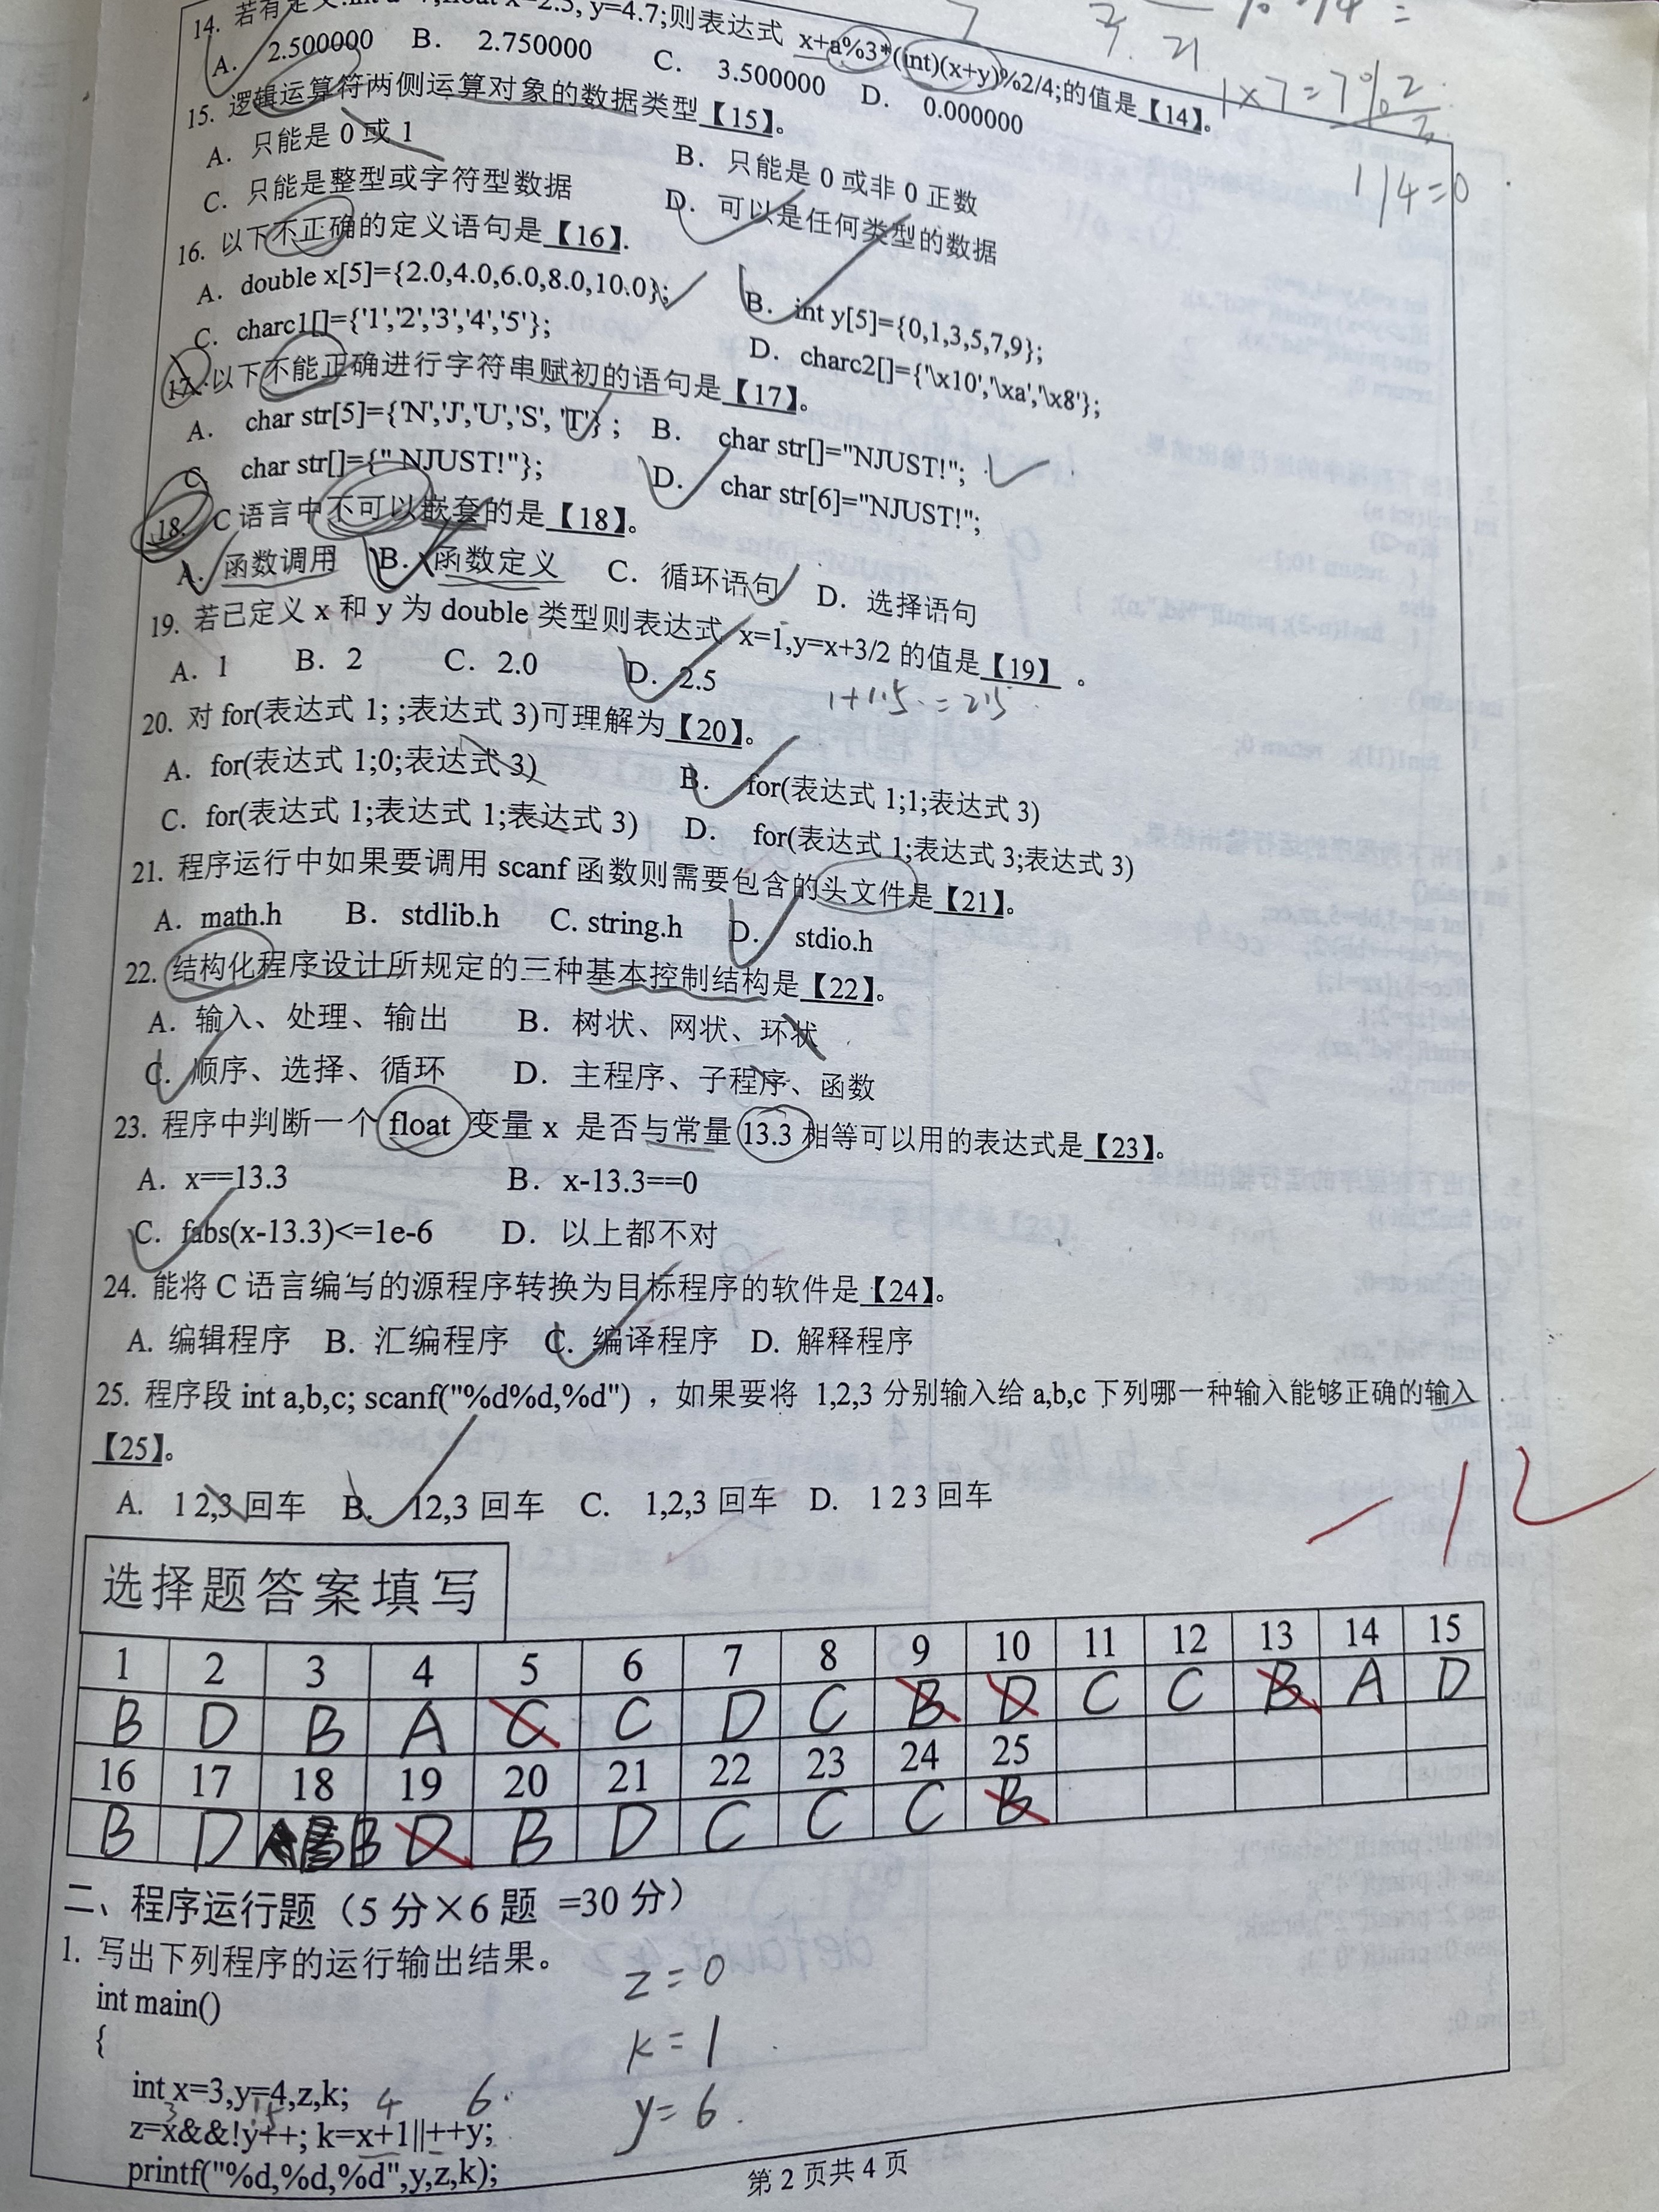 14. 若有定义:int a=7;float x=2.5, y=4.7;则表达式 x+a%3*(int)(x+y)%2/4;的值是【14】。
A. 2.500000 B. 2.750000 C. 3.500000 D. 0.000000
1×7=7%2
1/4=0
15. 逻辑运算符两侧运算对象的数据类型【15】。
A. 只能是 0 或 1 B. 只能是 0 或非 0 正数
C. 只能是整型或字符型数据 D. 可以是任何类型的数据
16. 以下不正确的定义语句是【16】.
A. double x[5]={2.0,4.0,6.0,8.0,10.0}; B. int y[5]={0,1,3,5,7,9};
C. charc1[]={'1','2','3','4','5'}; D. charc2[]={'\x10','\xa','\x8'};
17. 以下不能正确进行字符串赋初的语句是【17】。
A. char str[5]={'N','J','U','S', 'T'} ; B. char str[]="NJUST!";
C. char str[]={" NJUST!"}; D. char str[6]="NJUST!";
18. C 语言中不可以嵌套的是【18】。
A. 函数调用 B. 函数定义 C. 循环语句 D. 选择语句
19. 若已定义 x 和 y 为 double 类型则表达式 x=1,y=x+3/2 的值是【19】 。
A. 1 B. 2 C. 2.0 D. 2.5
1+1.5=2.5
20. 对 for(表达式 1; ;表达式 3)可理解为【20】。
A. for(表达式 1;0;表达式 3) B. for(表达式 1;1;表达式 3)
C. for(表达式 1;表达式 1;表达式 3) D. for(表达式 1;表达式 3;表达式 3)
21. 程序运行中如果要调用 scanf 函数则需要包含的头文件是【21】。
A. math.h B. stdlib.h C. string.h D. stdio.h
22. 结构化程序设计所规定的三种基本控制结构是【22】。
A. 输入、处理、输出 B. 树状、网状、环状
C. 顺序、选择、循环 D. 主程序、子程序、函数
23. 程序中判断一个 float 变量 x 是否与常量 13.3 相等可以用的表达式是【23】。
A. x==13.3 B. x-13.3==0
C. fabs(x-13.3)<=1e-6 D. 以上都不对
24. 能将 C 语言编写的源程序转换为目标程序的软件是【24】。
A. 编辑程序 B. 汇编程序 C. 编译程序 D. 解释程序
25. 程序段 int a,b,c; scanf("%d%d,%d") ，如果要将 1,2,3 分别输入给 a,b,c 下列哪一种输入能够正确的输入
【25】。
A. 1 2,3 回车 B. 12,3 回车 C. 1,2,3 回车 D. 1 2 3 回车
-12
选择题答案填写
1 2 3 4 5 6 7 8 9 10 11 12 13 14 15
B D B A C C D C B D C C B A D
16 17 18 19 20 21 22 23 24 25
B D B D B D C C C B
二、程序运行题（5 分×6 题 =30 分）
1. 写出下列程序的运行输出结果。
int main()
{
int x=3,y=4,z,k;
z=x&&!y++; k=x+1||++y;
printf("%d,%d,%d",y,z,k);
z=0
k=1
y=6
4 6
第 2 页共 4 页